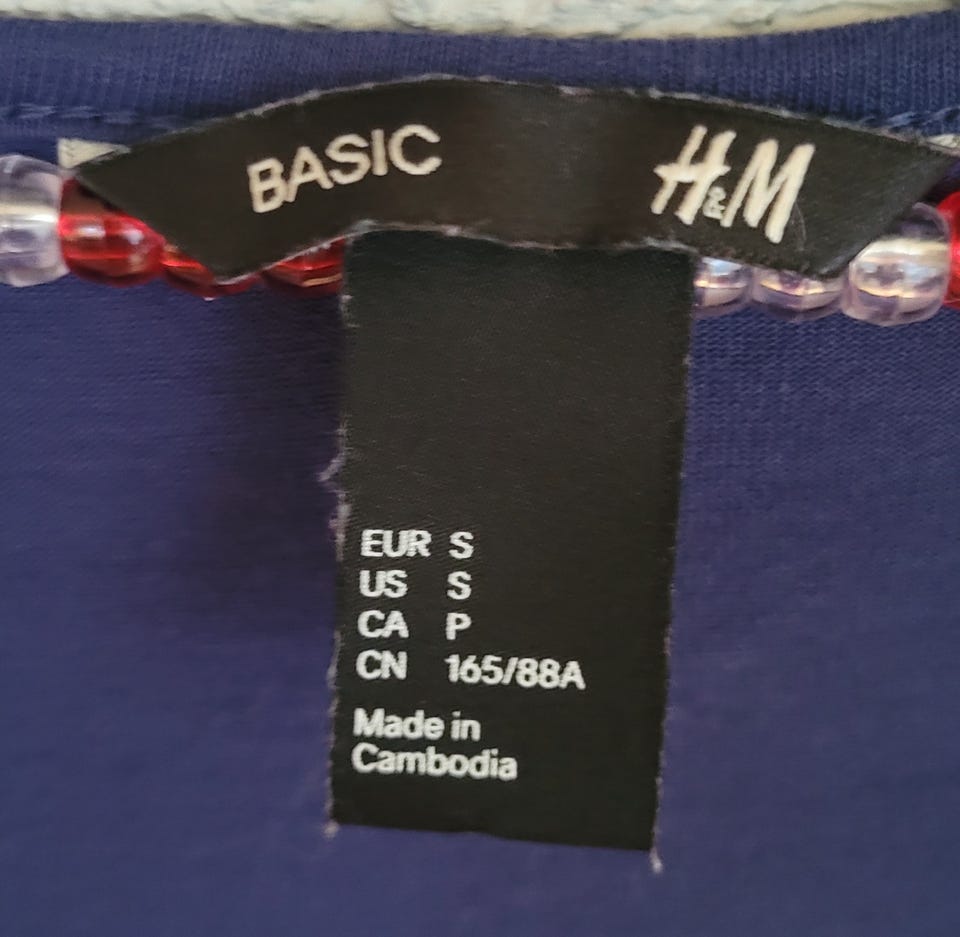 BASIC H&M
EUR S
US S
CA P
CN 165/88A
Made in
Cambodia